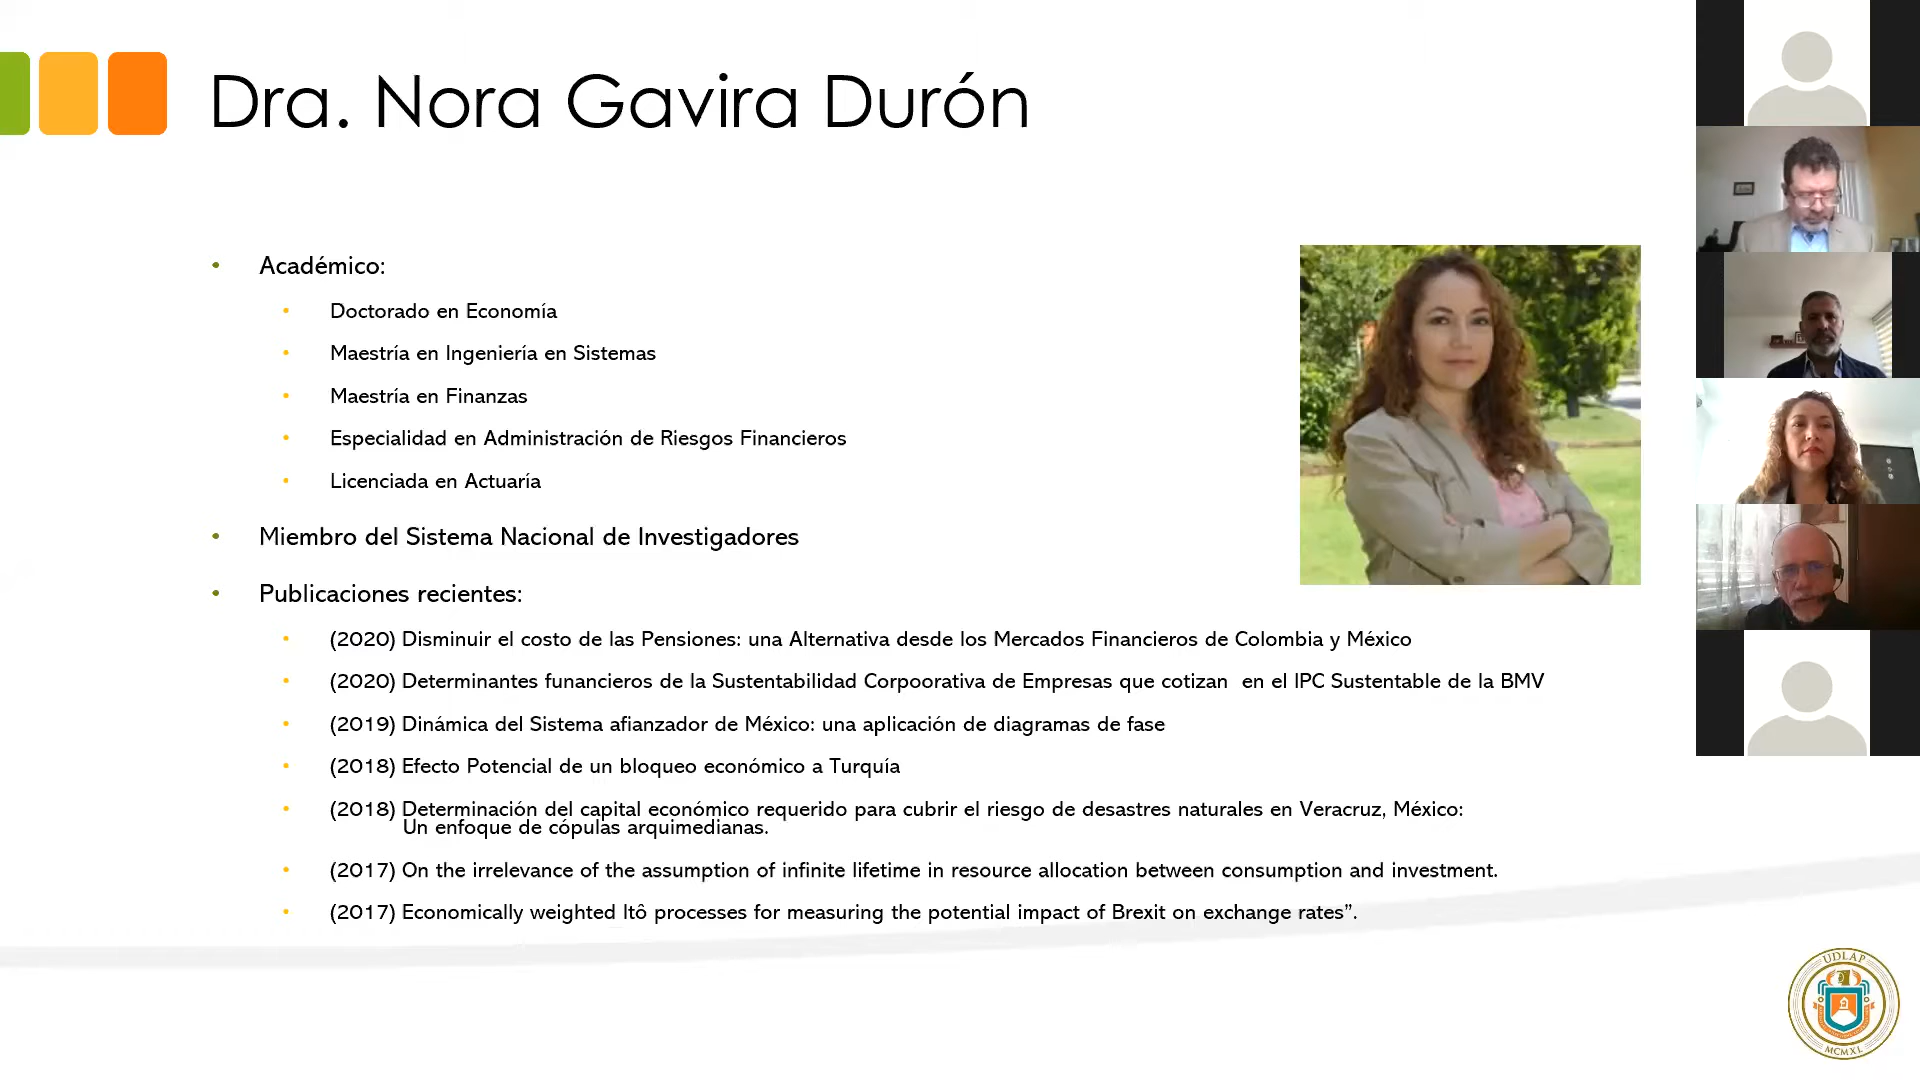 Dra. Nora Gavira Durón
• Académico:
• Doctorado en Economía
• Maestría en Ingeniería en Sistemas
• Maestría en Finanzas
• Especialidad en Administración de Riesgos Financieros
• Licenciada en Actuaría
• Miembro del Sistema Nacional de Investigadores
• Publicaciones recientes:
• (2020) Disminuir el costo de las Pensiones: una Alternativa desde los Mercados Financieros de Colombia y México
• (2020) Determinantes funancieros de la Sustentabilidad Corpoorativa de Empresas que cotizan  en el IPC Sustentable de la BMV
• (2019) Dinámica del Sistema afianzador de México: una aplicación de diagramas de fase
• (2018) Efecto Potencial de un bloqueo económico a Turquía
• (2018) Determinación del capital económico requerido para cubrir el riesgo de desastres naturales en Veracruz, México:
Un enfoque de cópulas arquimedianas.
• (2017) On the irrelevance of the assumption of infinite lifetime in resource allocation between consumption and investment.
• (2017) Economically weighted Itô processes for measuring the potential impact of Brexit on exchange rates”.
UDLAP
MCMXL